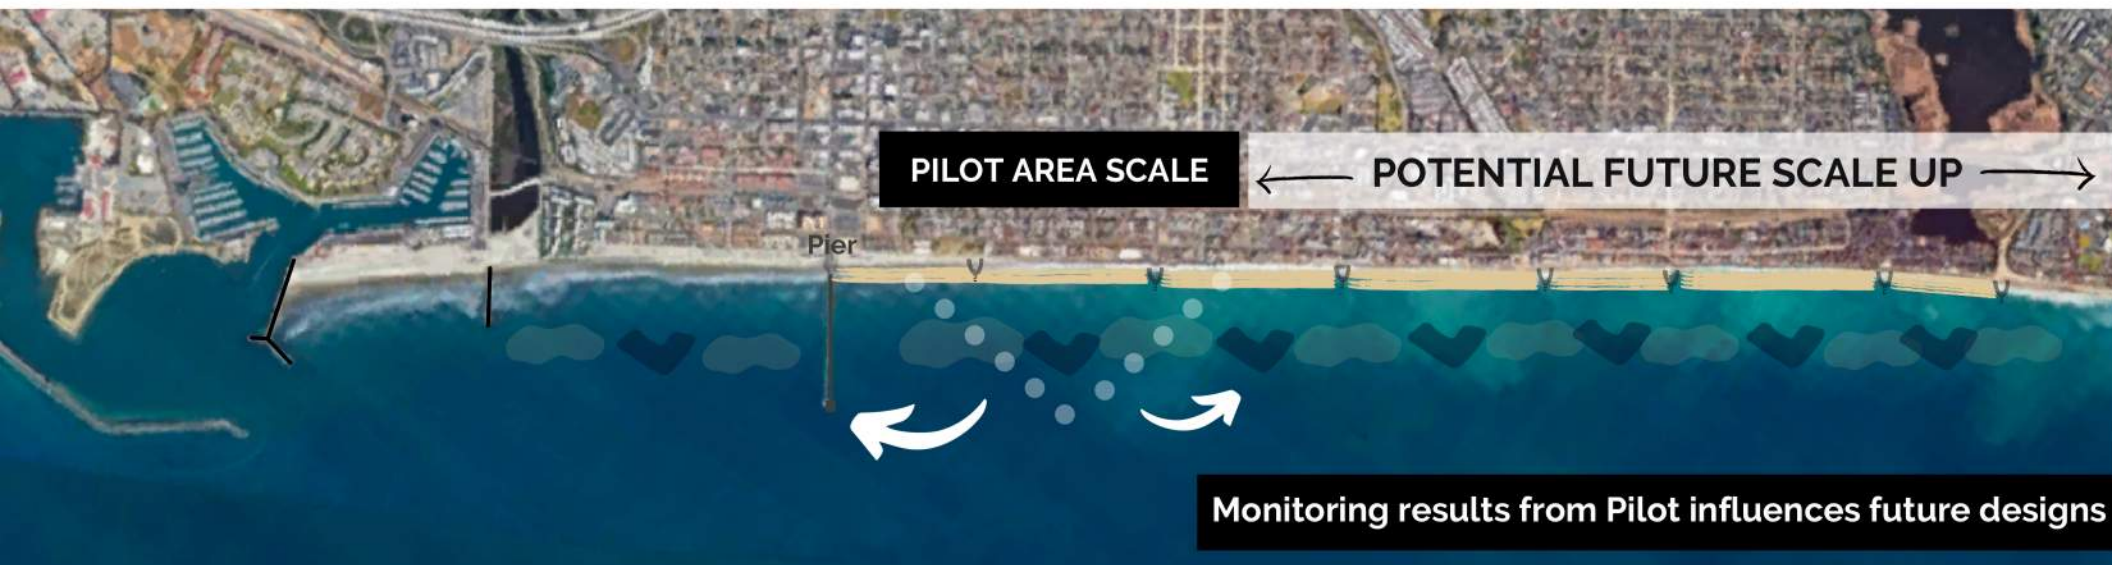 PILOT AREA SCALE
POTENTIAL FUTURE SCALE UP
Pier
Monitoring results from Pilot influences future designs